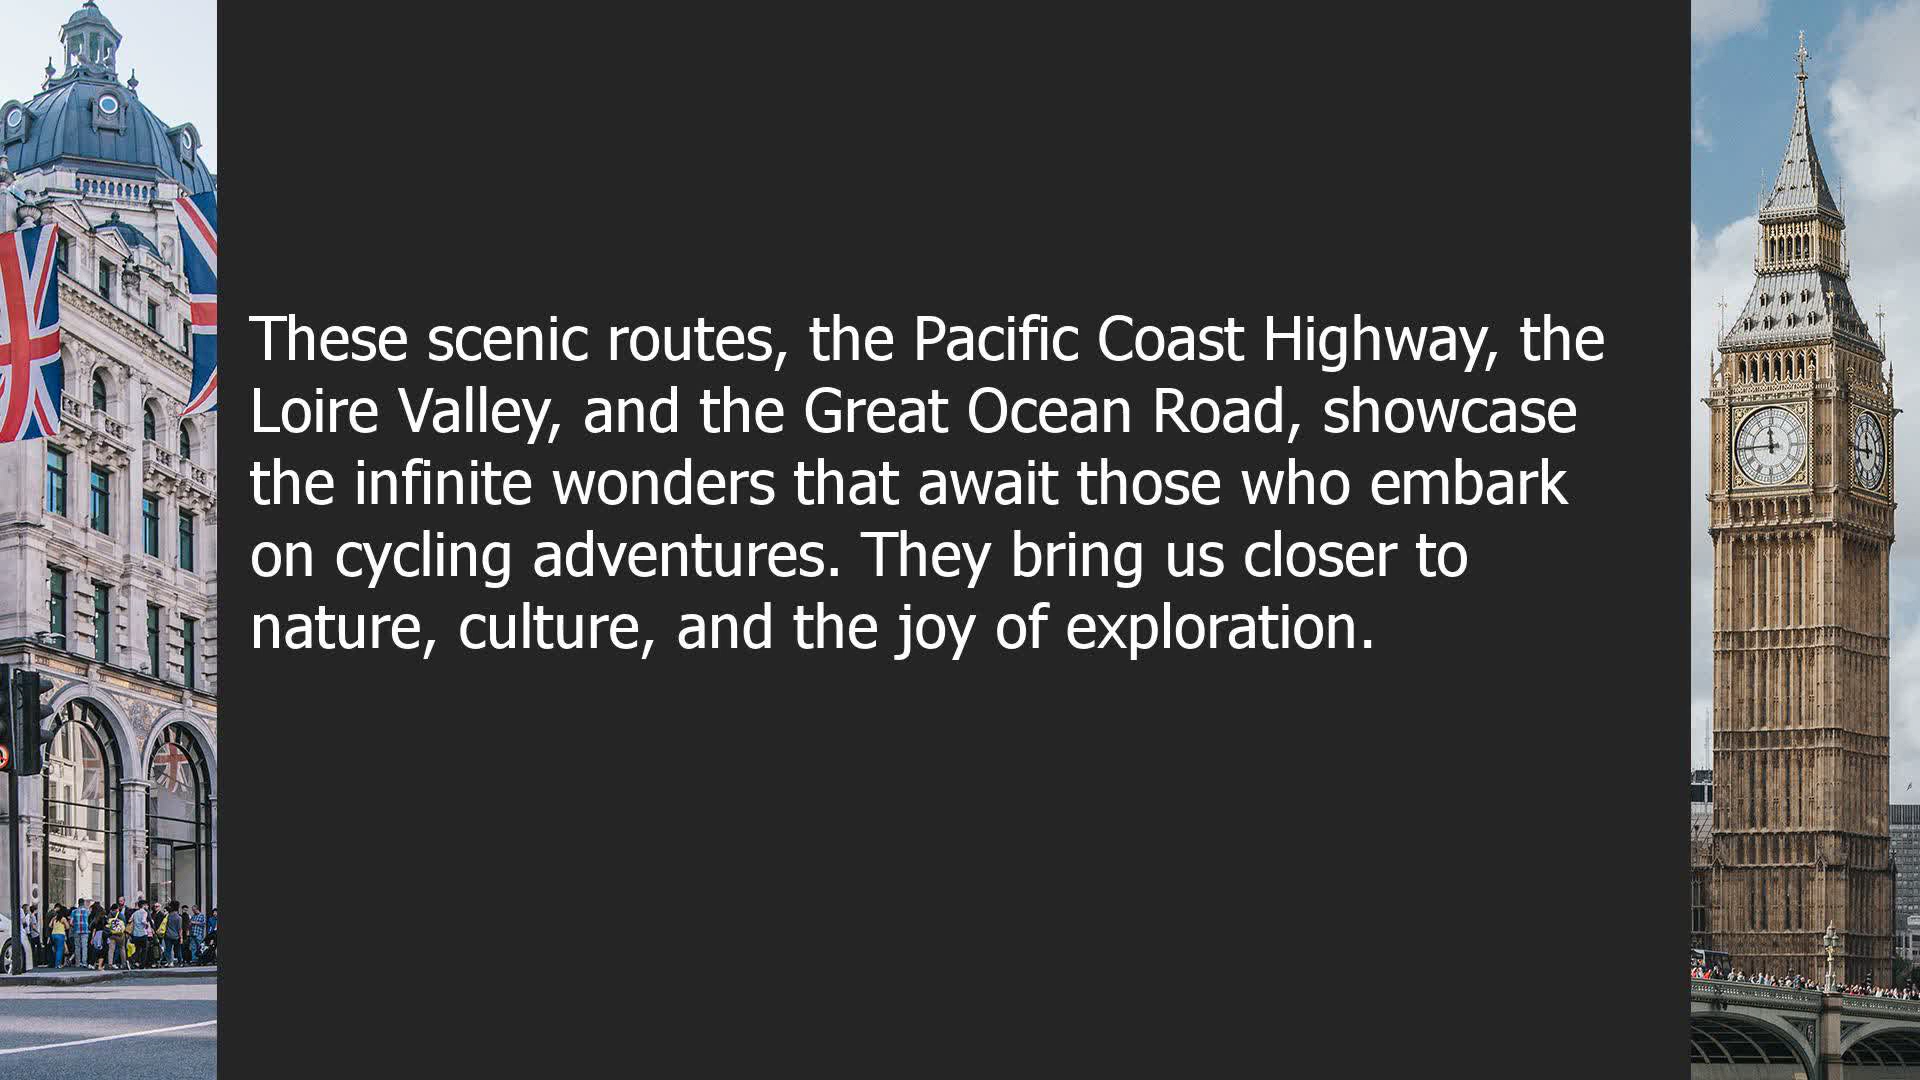 These scenic routes, the Pacific Coast Highway, the
Loire Valley, and the Great Ocean Road, showcase
the infinite wonders that await those who embark
on cycling adventures. They bring us closer to
nature, culture, and the joy of exploration.